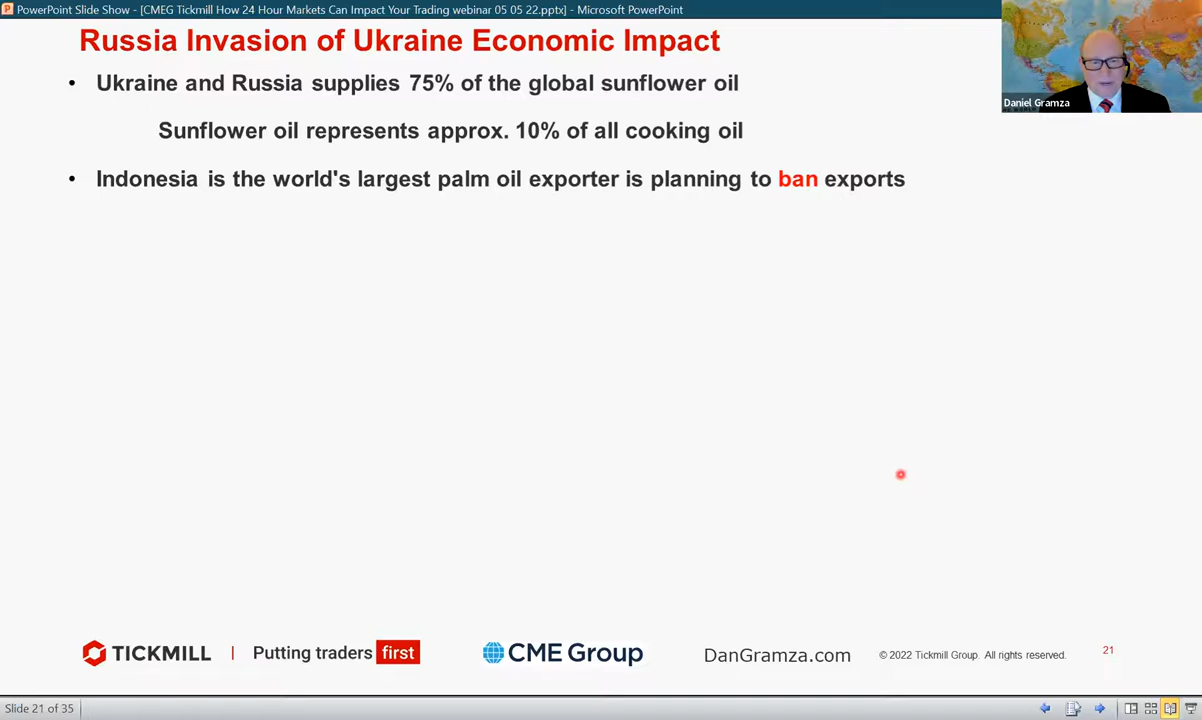 PowerPoint Slide Show - [CMEG Tickmill How 24 Hour Markets Can Impact Your Trading webinar 05 05 22.pptx] - Microsoft PowerPoint
Russia Invasion of Ukraine Economic Impact
• Ukraine and Russia supplies 75% of the global sunflower oil
Sunflower oil represents approx. 10% of all cooking oil
• Indonesia is the world's largest palm oil exporter is planning to ban exports
Daniel Gramza
TICKMILL | Putting traders first
CME Group
DanGramza.com
© 2022 Tickmill Group. All rights reserved.
21
Slide 21 of 35